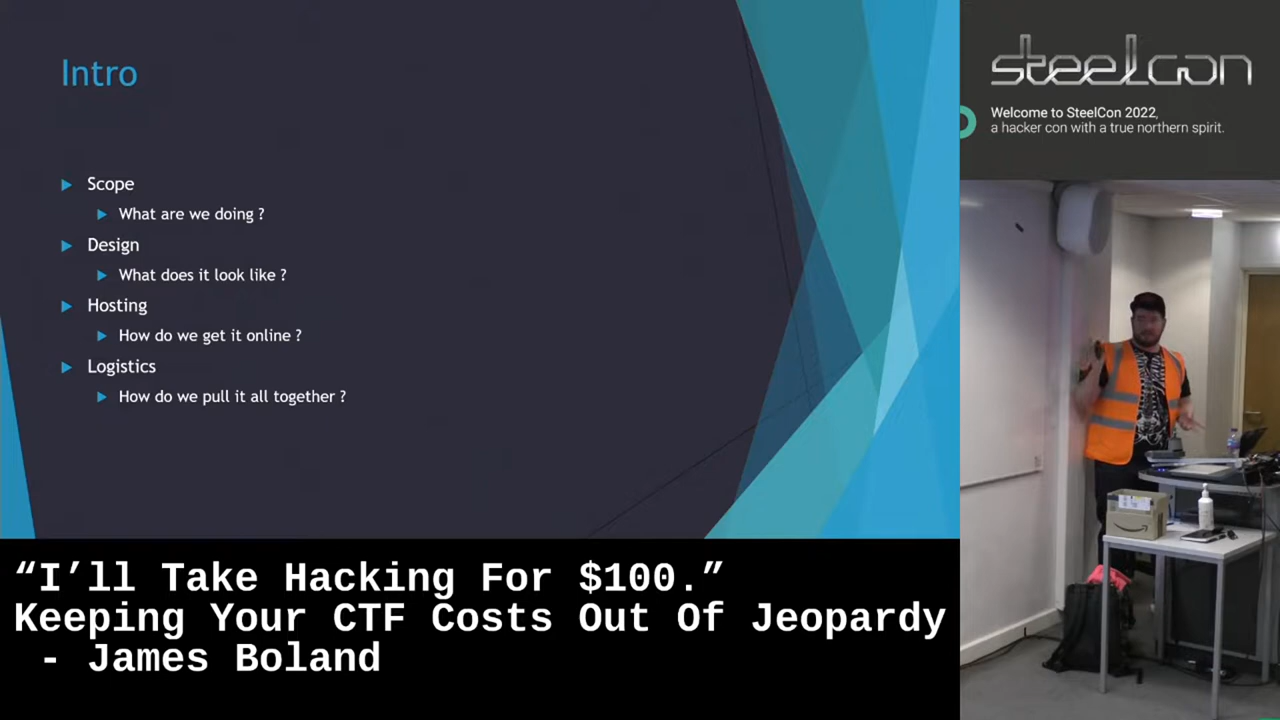 Intro
Scope
What are we doing ?
Design
What does it look like ?
Hosting
How do we get it online ?
Logistics
How do we pull it all together ?
steelcon
Welcome to SteelCon 2022,
a hacker con with a true northern spirit.
“I’ll Take Hacking For $100.”
Keeping Your CTF Costs Out Of Jeopardy
- James Boland